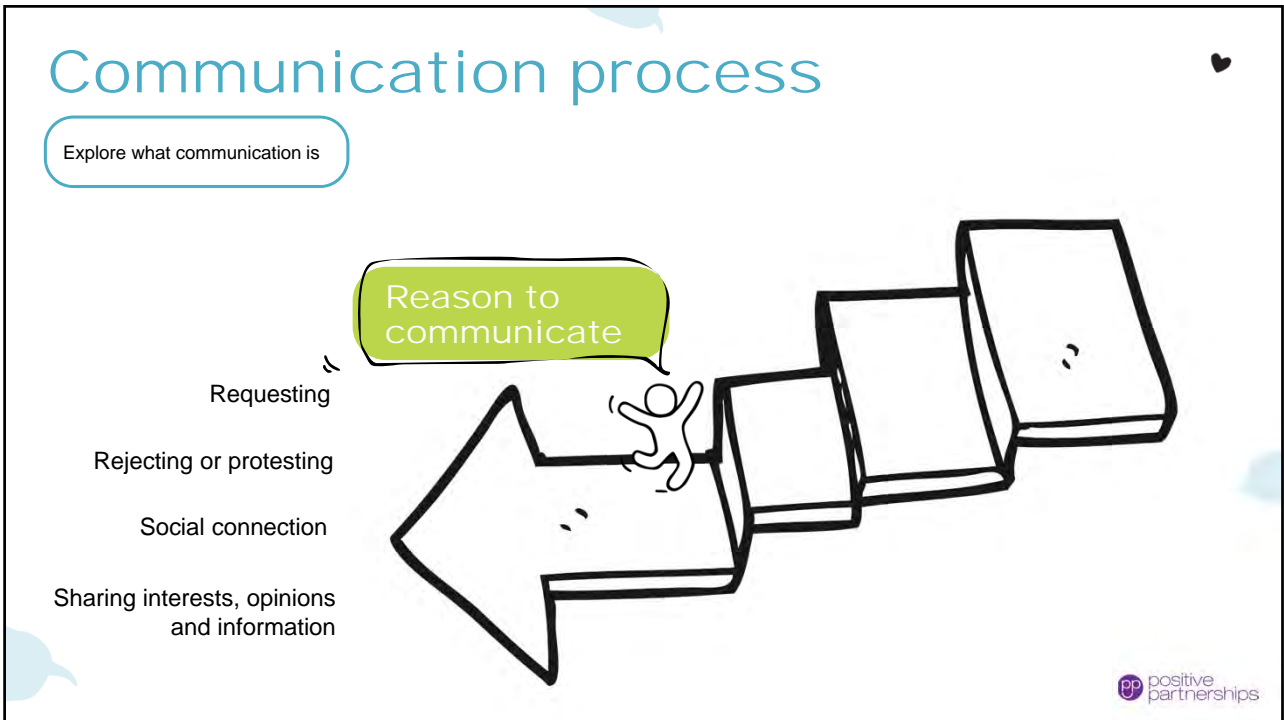 Communication process
Explore what communication is
Reason to
communicate
Requesting
Rejecting or protesting
Social connection
Sharing interests, opinions
and information
pp
positive
partnerships